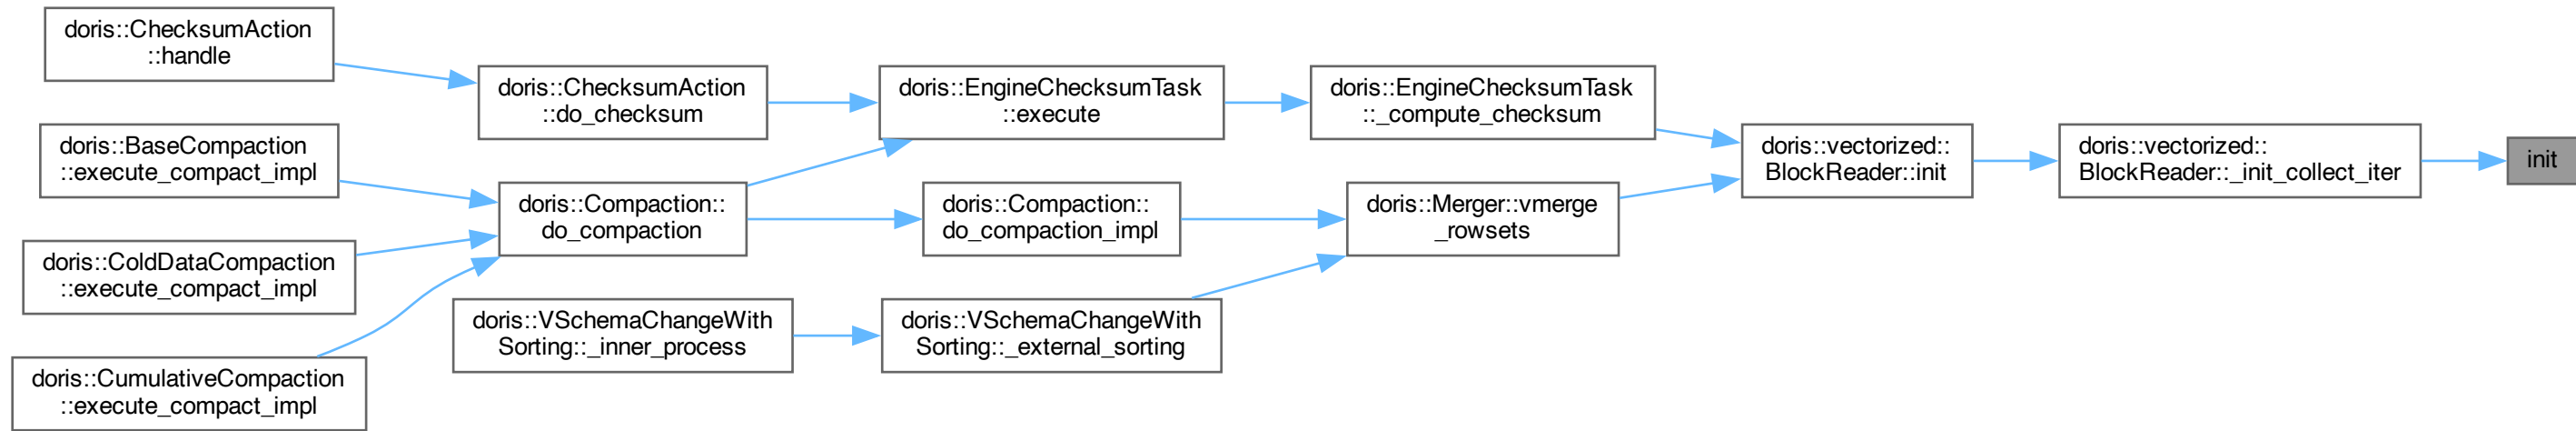 doris::ChecksumAction
::handle
doris::BaseCompaction
::execute_compact_impl
doris::ColdDataCompaction
::execute_compact_impl
doris::CumulativeCompaction
::execute_compact_impl
doris::ChecksumAction
::do_checksum
doris::Compaction::
do_compaction
doris::VSchemaChangeWith
Sorting::_inner_process
doris::EngineChecksumTask
::execute
doris::Compaction::
do_compaction_impl
doris::VSchemaChangeWith
Sorting::_external_sorting
doris::EngineChecksumTask
::_compute_checksum
doris::Merger::vmerge
_rowsets
doris::vectorized::
BlockReader::init
doris::vectorized::
BlockReader::_init_collect_iter
init